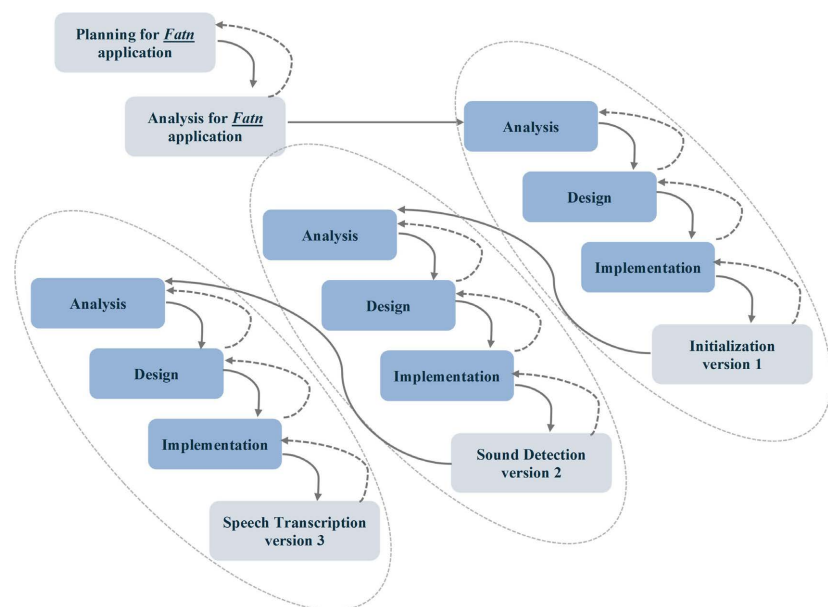 Planning for Fatn
application
Analysis for Fatn
application
Analysis
Design
Implementation
Initialization
version 1
Analysis
Design
Implementation
Sound Detection
version 2
Analysis
Design
Implementation
Speech Transcription
version 3